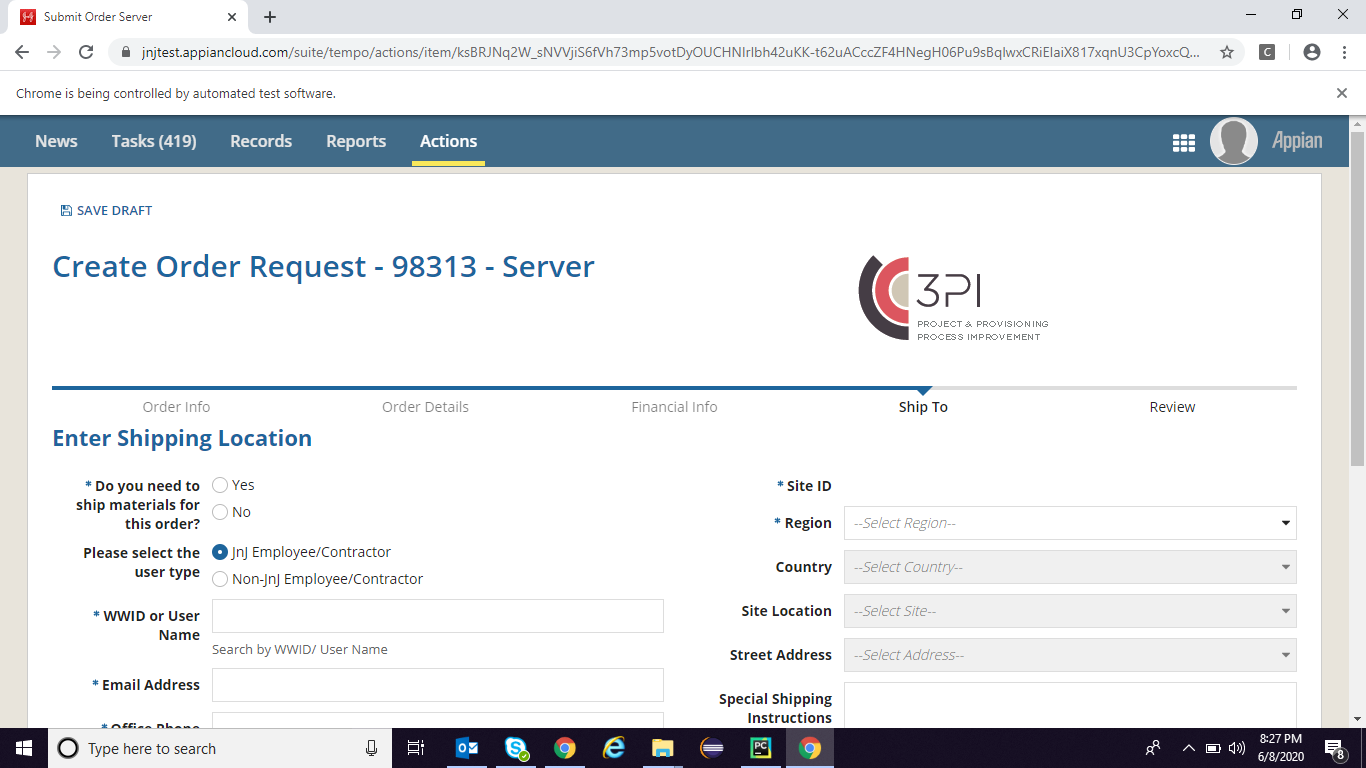 Submit Order Server
jnjtest.appiancloud.com/suite/tempo/actions/item/ksBRJNq2W_sNVVjiS6fVh73mp5votDyOUCHNIrIbh42uKK-t62uACccZF4HNegH06Pu9sBqlwxCRiEIaiX817xqnU3CpYoxcQ...
C
Chrome is being controlled by automated test software.
News
Tasks (419)
Records
Reports
Actions
Appian
SAVE DRAFT
Create Order Request - 98313 - Server
3PI
PROJECT & PROVISIONING
PROCESS IMPROVEMENT
Order Info
Order Details
Financial Info
Ship To
Review
Enter Shipping Location
* Do you need to
ship materials for
this order?
Yes
No
Please select the
user type
JnJ Employee/Contractor
Non-JnJ Employee/Contractor
* WWID or User
Name
Search by WWID/ User Name
* Email Address
* Office Phone
* Site ID
* Region
--Select Region--
Country
--Select Country--
Site Location
--Select Site--
Street Address
--Select Address--
Special Shipping
Instructions
Type here to search
PC
8:27 PM
6/8/2020
8